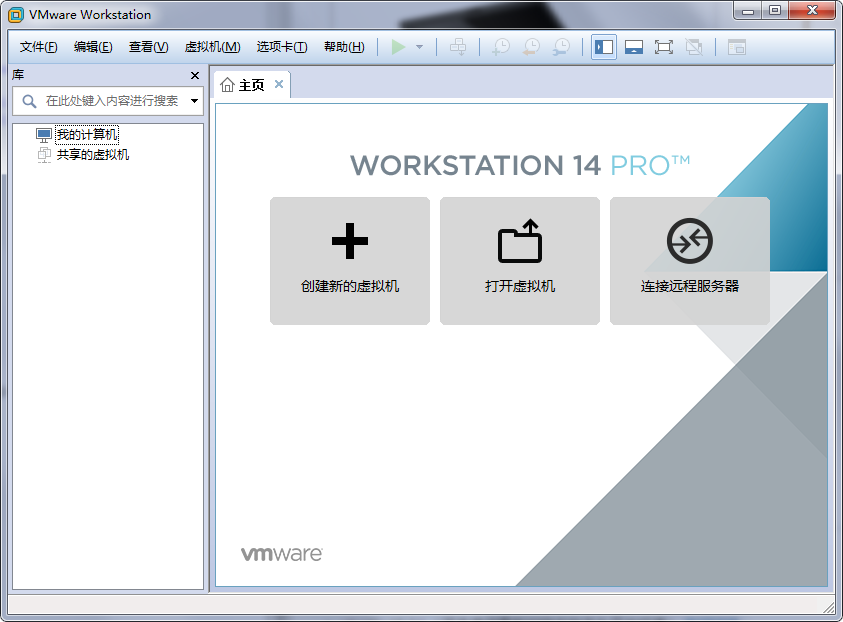 VMware Workstation
文件(F) 编辑(E) 查看(V) 虚拟机(M) 选项卡(T) 帮助(H)
库
在此处键入内容进行搜索
我的计算机
共享的虚拟机
主页
WORKSTATION 14 PRO™
创建新的虚拟机
打开虚拟机
连接远程服务器
vmware